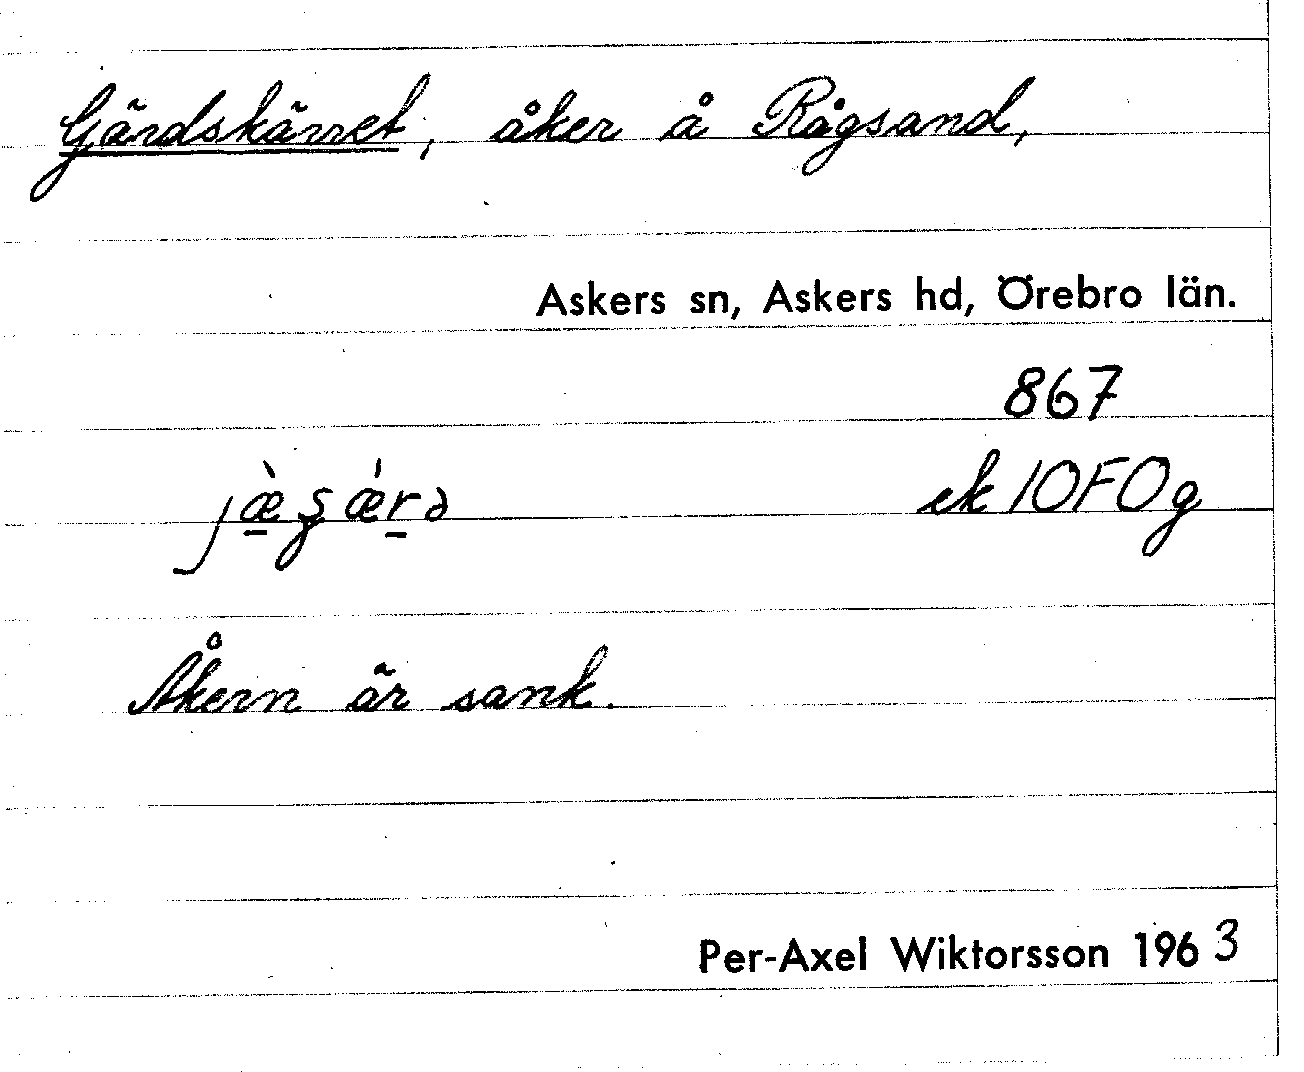 Gärdskärret, åker å Rågsand,
Askers sn, Askers hd, Örebro län.
867
ek 10F0g
Åkern är sank.
Per-Axel Wiktorsson 1963